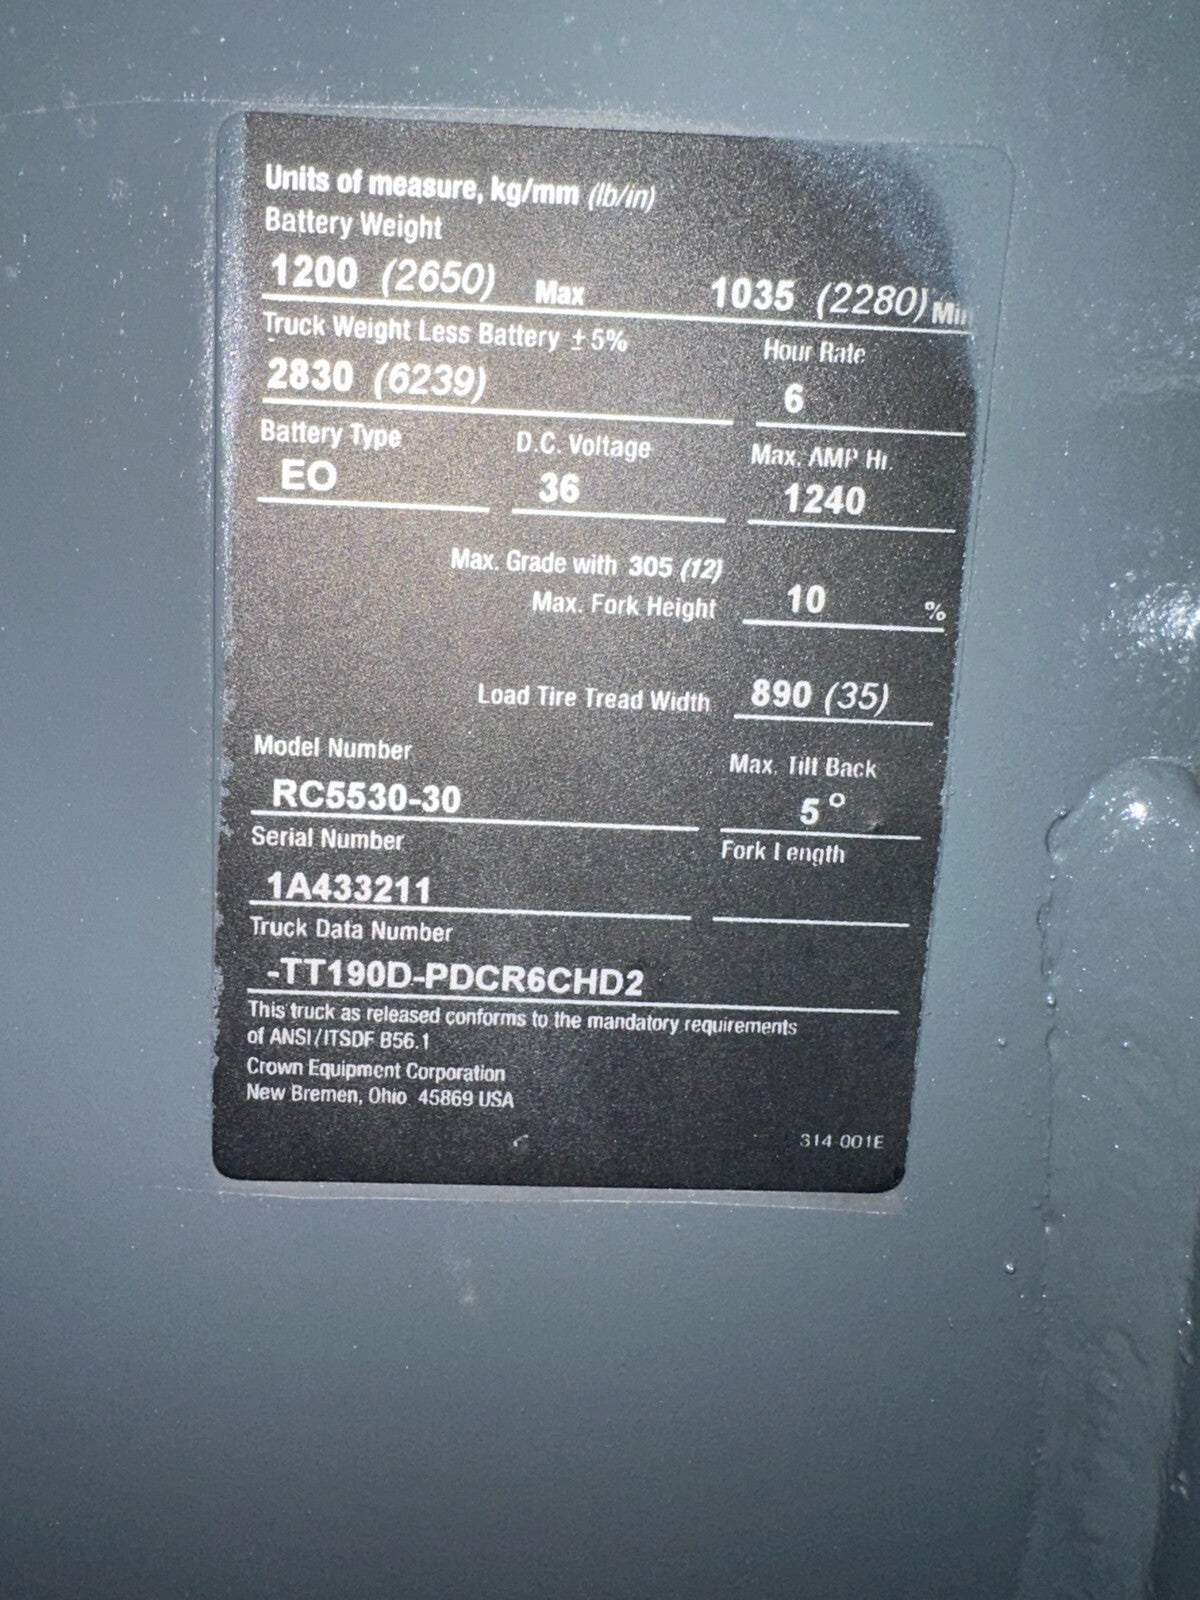 Units of measure, kg/mm (lb/in)
Battery Weight
1200 (2650) Max 1035 (2280) Min
Truck Weight Less Battery ± 5% Hour Rate
2830 (6239) 6
Battery Type D.C. Voltage Max. AMP Hr.
EO 36 1240
Max. Grade with 305 (12)
Max. Fork Height 10 %
Load Tire Tread Width 890 (35)
Model Number Max. Tilt Back
RC5530-30 5°
Serial Number Fork Length
1A433211
Truck Data Number
-TT190D-PDCR6CHD2
This truck as released conforms to the mandatory requirements
of ANSI/ITSDF B56.1
Crown Equipment Corporation
New Bremen, Ohio 45869 USA
314-001E